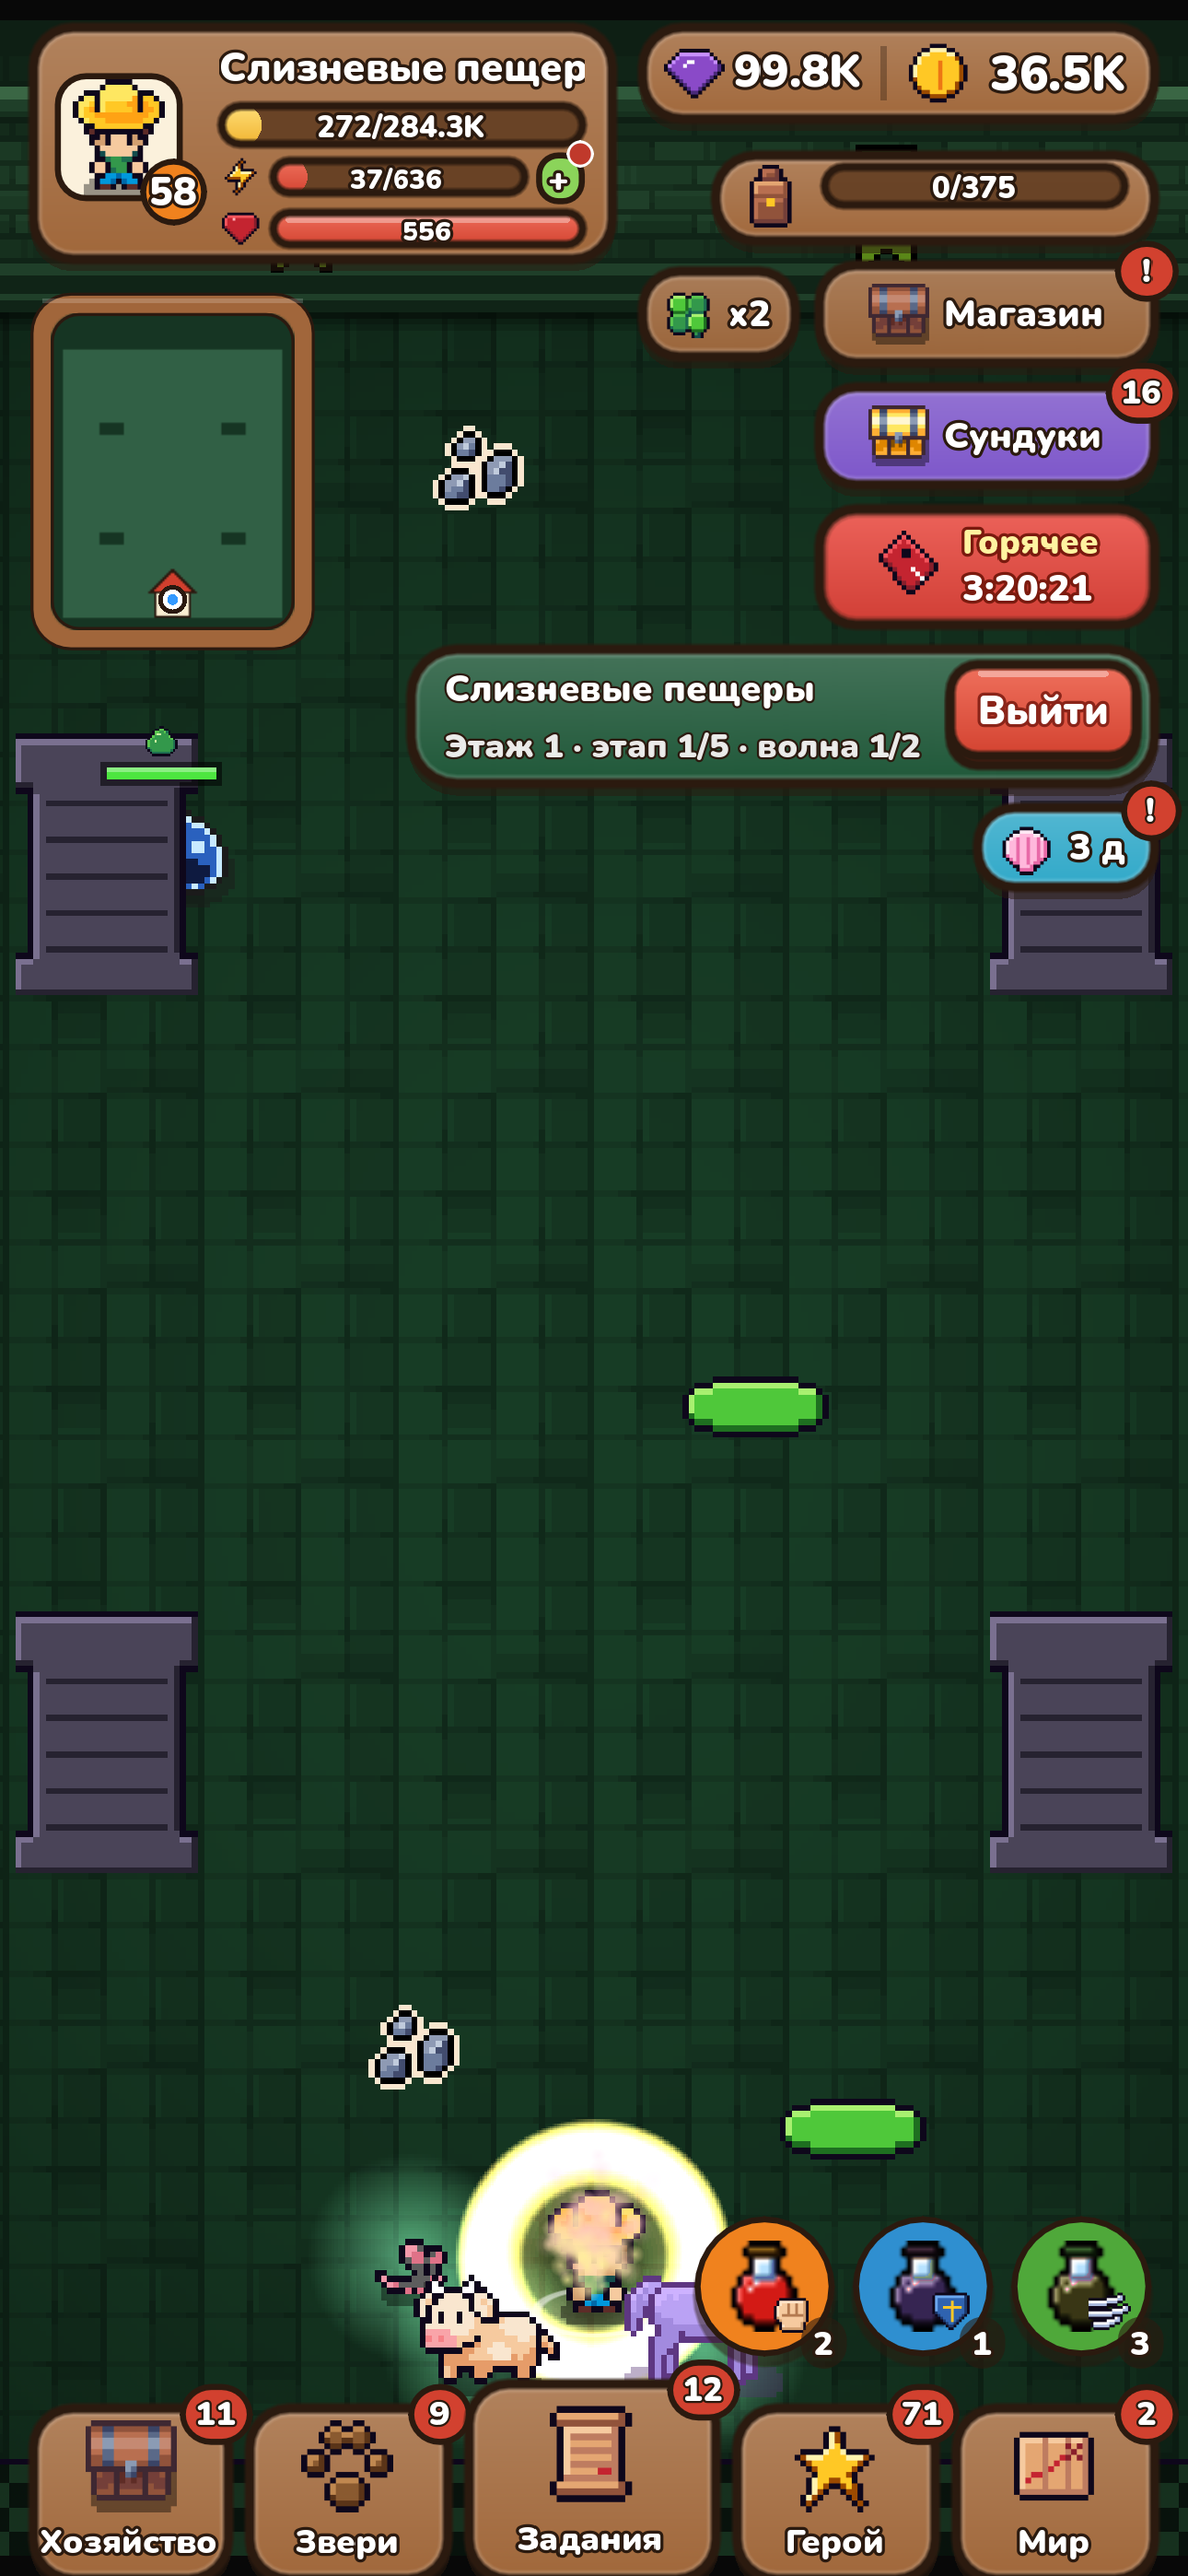 Слизневые пещер
272/284.3K
37/636
556
58
99.8K
36.5K
0/375
x2
Магазин
!
Сундуки
16
Горячее
3:20:21
Слизневые пещеры
Этаж 1 · этап 1/5 · волна 1/2
Выйти
3 д
!
2
1
3
Хозяйство
11
Звери
9
Задания
12
Герой
71
Мир
2